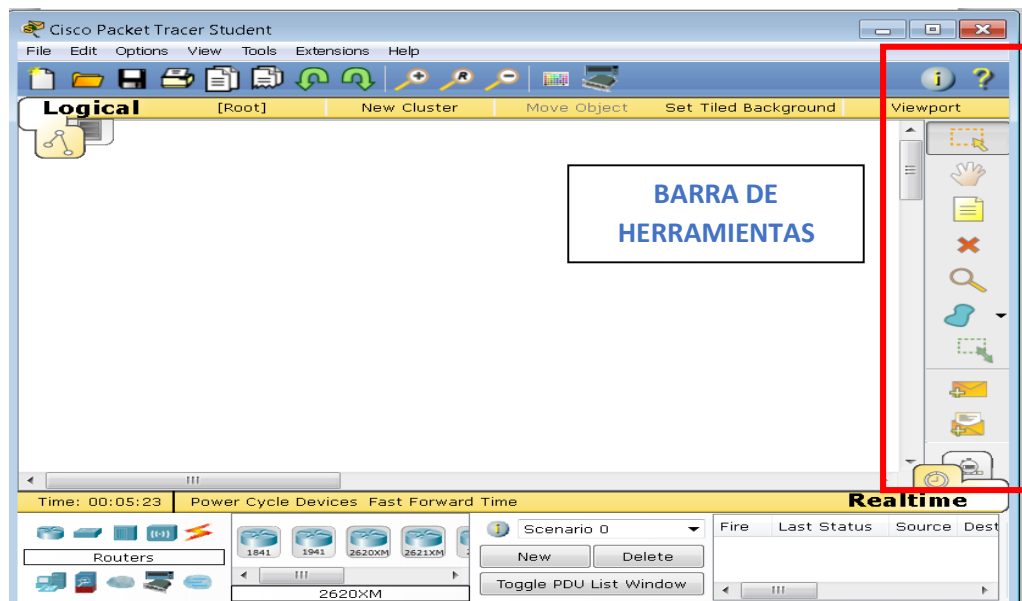 Cisco Packet Tracer Student
File Edit Options View Tools Extensions Help
Logical [Root] New Cluster Move Object Set Tiled Background Viewport
BARRA DE
HERRAMIENTAS
Time: 00:05:23 Power Cycle Devices Fast Forward Time Realtime
Scenario 0 Fire Last Status Source Dest
1841 1941 2620XM 2621XM
Routers New Delete
Toggle PDU List Window
2620XM